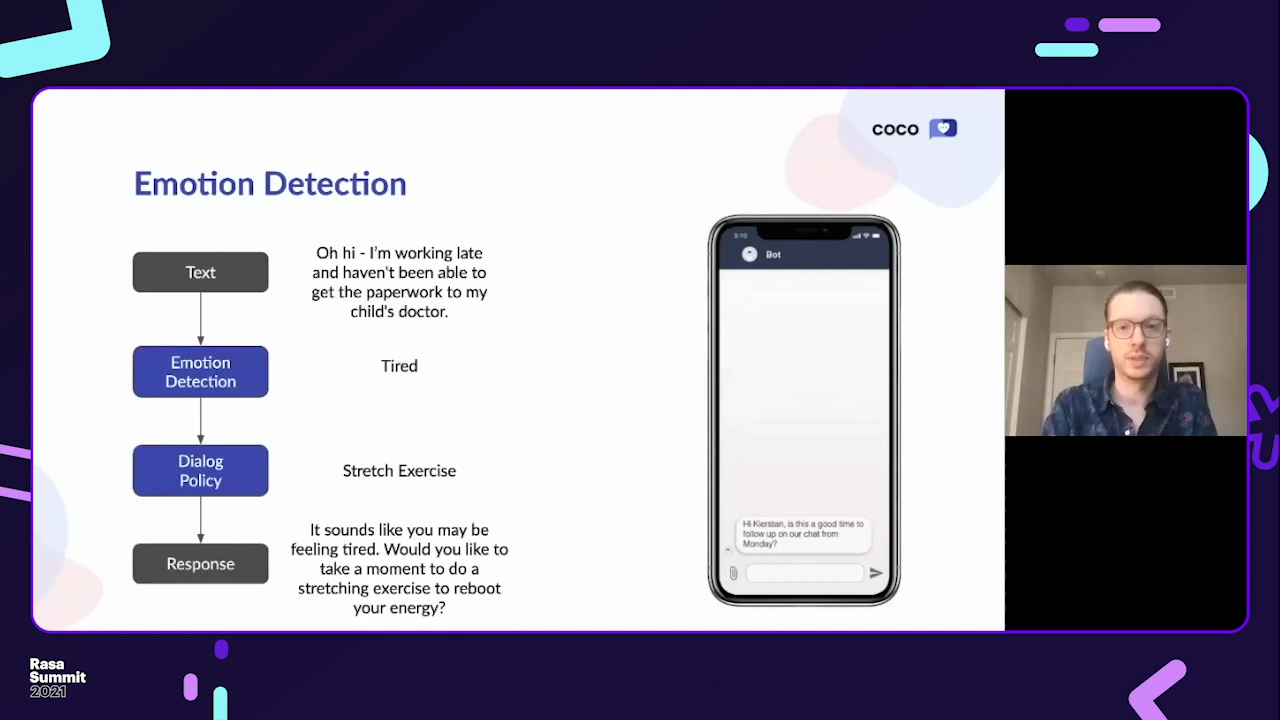 coco
Emotion Detection
Text
Oh hi - I'm working late
and haven't been able to
get the paperwork to my
child's doctor.
Emotion
Detection
Tired
Dialog
Policy
Stretch Exercise
Response
It sounds like you may be
feeling tired. Would you like to
take a moment to do a
stretching exercise to reboot
your energy?
9:10
Bot
Hi Kierstan, is this a good time to
follow up on our chat from
Monday?
Rasa
Summit
2021